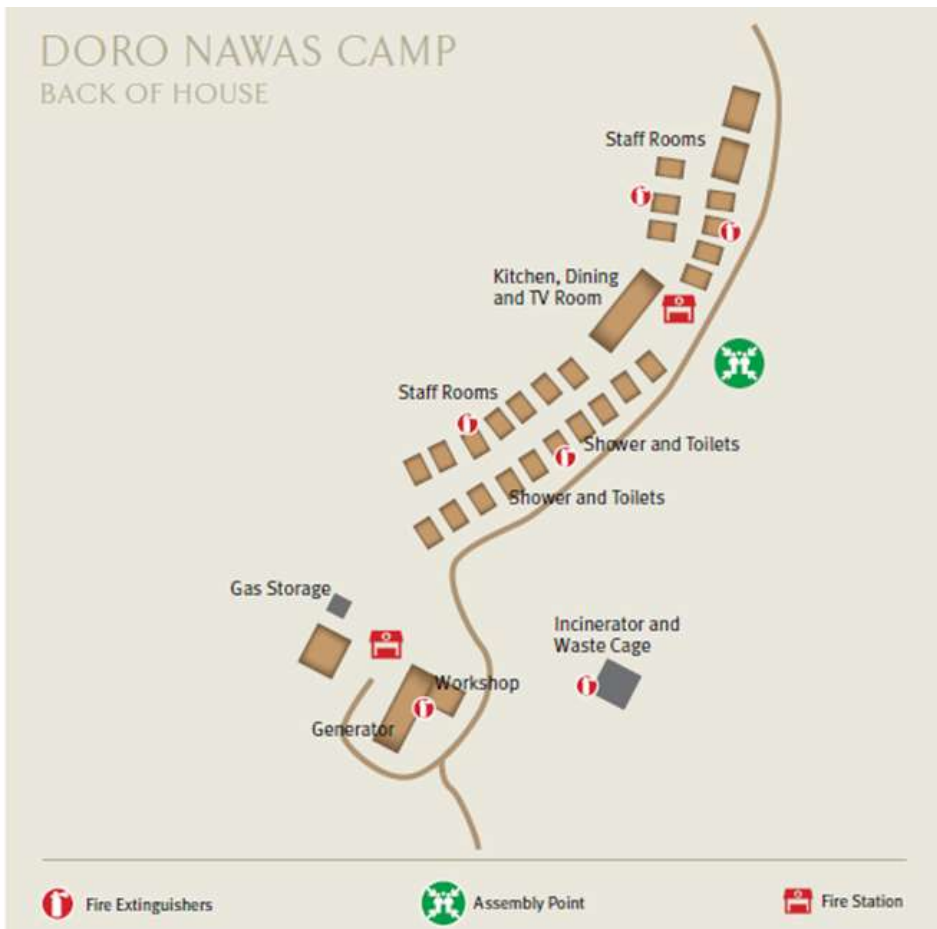 DORO NAWAS CAMP
BACK OF HOUSE
Staff Rooms
Kitchen, Dining
and TV Room
Staff Rooms
Shower and Toilets
Shower and Toilets
Gas Storage
Incinerator and
Waste Cage
Workshop
Generator
Fire Extinguishers
Assembly Point
Fire Station